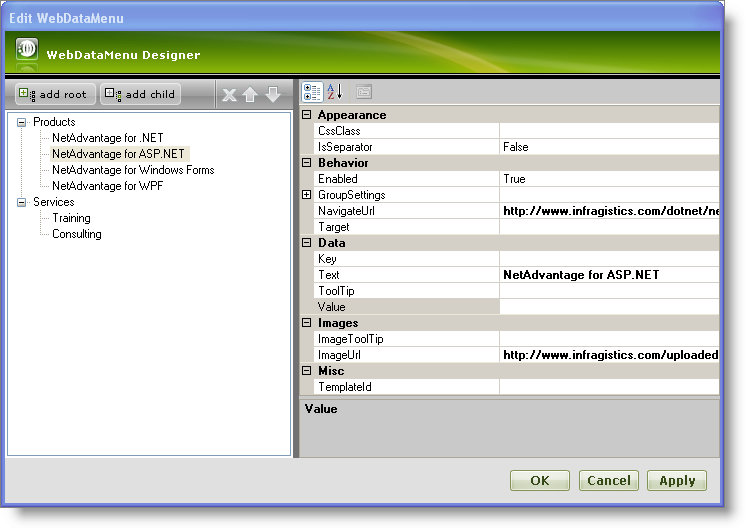 Edit WebDataMenu
WebDataMenu Designer
add root
add child
Products
NetAdvantage for .NET
NetAdvantage for ASP.NET
NetAdvantage for Windows Forms
NetAdvantage for WPF
Services
Training
Consulting
A
Z
Appearance
CssClass
IsSeparator False
Behavior
Enabled True
GroupSettings
NavigateUrl http://www.infragistics.com/dotnet/ne
Target
Data
Key
Text NetAdvantage for ASP.NET
ToolTip
Value
Images
ImageToolTip
ImageUrl http://www.infragistics.com/uploaded
Misc
TemplateId
Value
OK
Cancel
Apply